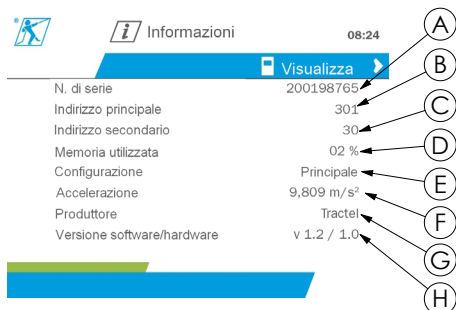 i Informazioni 08:24
Visualizza
N. di serie 200198765
Indirizzo principale 301
Indirizzo secondario 30
Memoria utilizzata 02 %
Configurazione Principale
Accelerazione 9,809 m/s²
Produttore Tractel
Versione software/hardware v 1.2 / 1.0
A
B
C
D
E
F
G
H